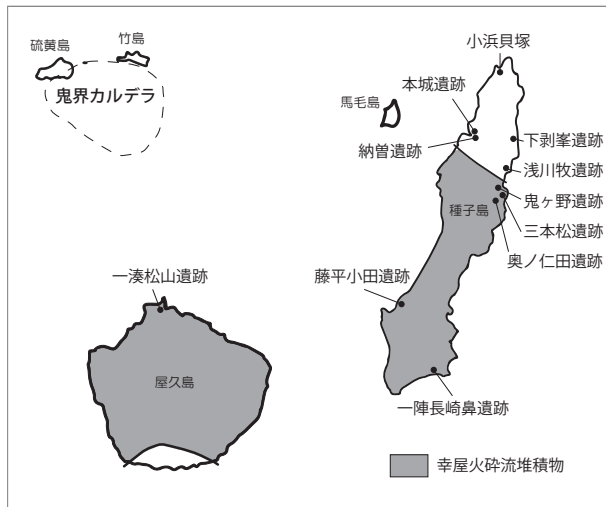 硫黄島
竹島
鬼界カルデラ
小浜貝塚
本城遺跡
馬毛島
納曽遺跡
下剥峯遺跡
浅川牧遺跡
鬼ヶ野遺跡
種子島
三本松遺跡
奥ノ仁田遺跡
一湊松山遺跡
藤平小田遺跡
屋久島
一陣長崎鼻遺跡
幸屋火砕流堆積物